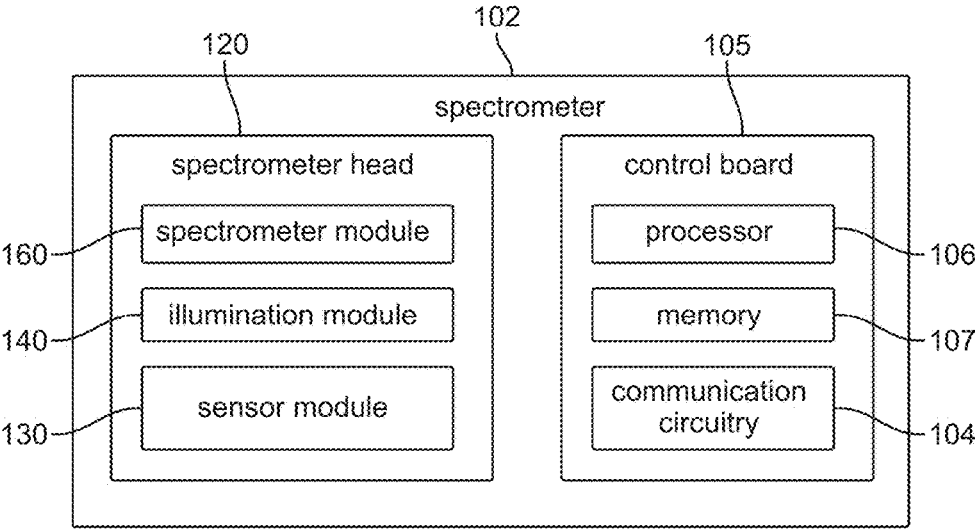 102
120
105
spectrometer
spectrometer head
control board
spectrometer module
processor
160
106
illumination module
memory
140
107
sensor module
communication
circuitry
130
104